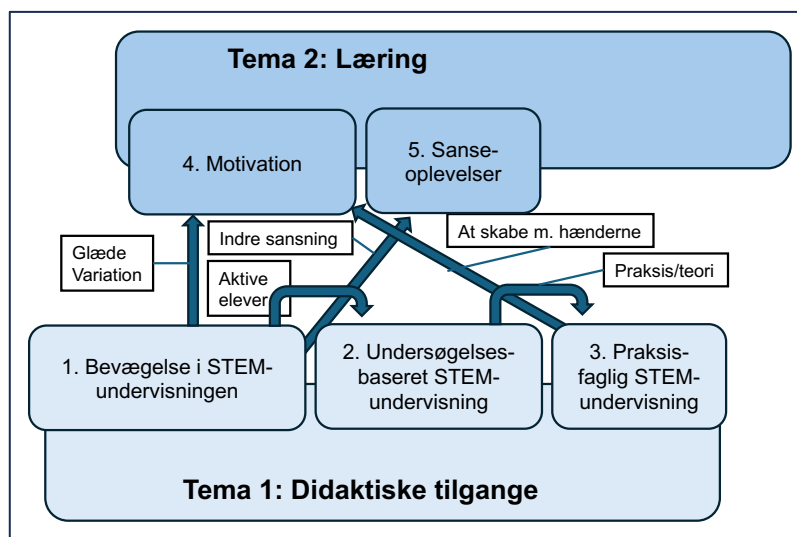 Tema 2: Læring
4. Motivation
5. Sanse-
oplevelser
Glæde
Variation
Indre sansning
Aktive
elever
At skabe m. hænderne
Praksis/teori
1. Bevægelse i STEM-
undervisningen
2. Undersøgelses-
baseret STEM-
undervisning
3. Praksis-
faglig STEM-
undervisning
Tema 1: Didaktiske tilgange